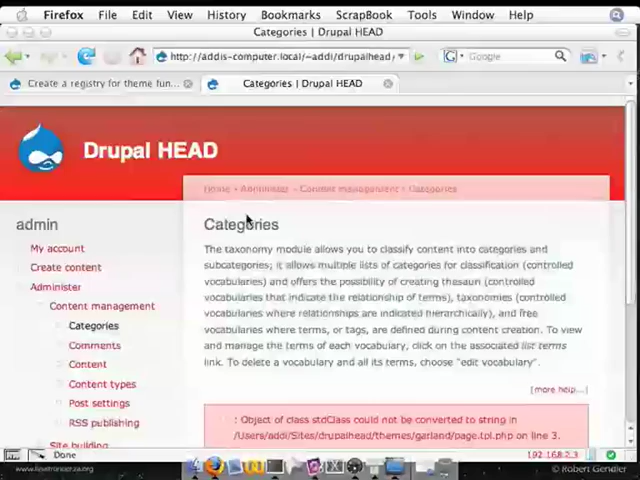 Firefox File Edit View History Bookmarks ScrapBook Tools Window Help
Categories | Drupal HEAD
http://addis-computer.local/~addi/drupalhead/
Google
Create a registry for theme fun...
Categories | Drupal HEAD
Drupal HEAD
Home » Administer » Content management » Categories
admin
My account
Create content
Administer
Content management
Categories
Comments
Content
Content types
Post settings
RSS publishing
Site building
Categories
The taxonomy module allows you to classify content into categories and
subcategories; it allows multiple lists of categories for classification (controlled
vocabularies) and offers the possibility of creating thesauri (controlled
vocabularies that indicate the relationship of terms), taxonomies (controlled
vocabularies where relationships are indicated hierarchically), and free
vocabularies where terms, or tags, are defined during content creation. To view
and manage the terms of each vocabulary, click on the associated list terms
link. To delete a vocabulary and all its terms, choose "edit vocabulary".
[more help...]
: Object of class stdClass could not be converted to string in
/Users/addi/Sites/drupalhead/themes/garland/page.tpl.php on line 3.
Done
192.168.2.3
© Robert Gendler